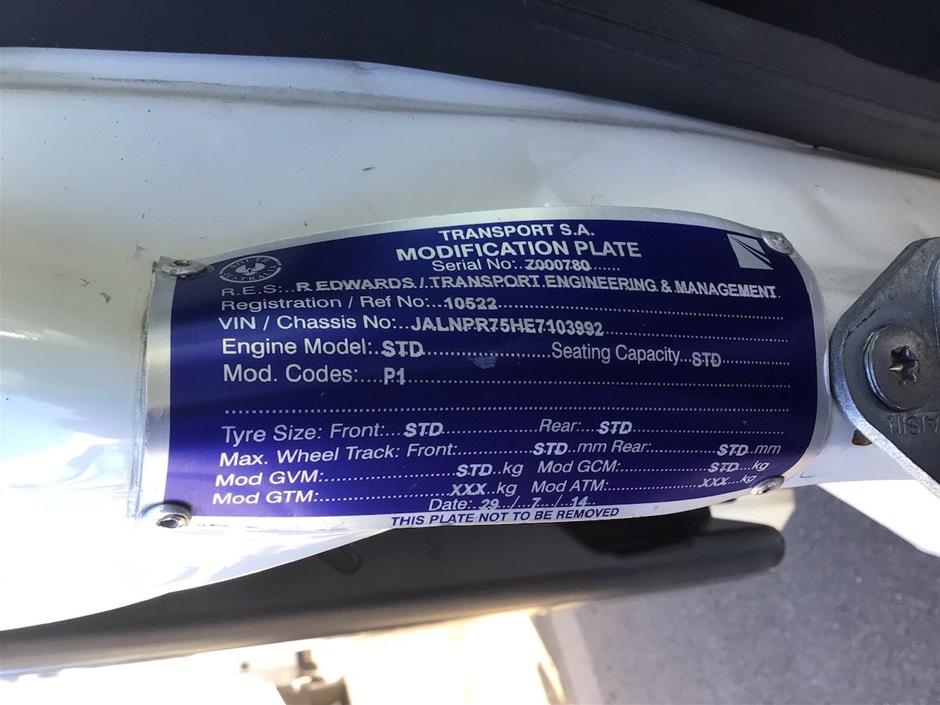 TRANSPORT S.A.
MODIFICATION PLATE
Serial No: Z000780
R.E.S: R EDWARDS / TRANSPORT ENGINEERING & MANAGEMENT
Registration / Ref No: 10522
VIN / Chassis No: JALNPR75HE7103992
Engine Model: STD Seating Capacity STD
Mod. Codes: P1
Tyre Size: Front: STD Rear: STD
Max. Wheel Track: Front: STD mm Rear: STD mm
Mod GVM: STD kg Mod GCM: STD kg
Mod GTM: XXX kg Mod ATM: XXX kg
Date: 29 / 7 / 14
THIS PLATE NOT TO BE REMOVED
AISIN